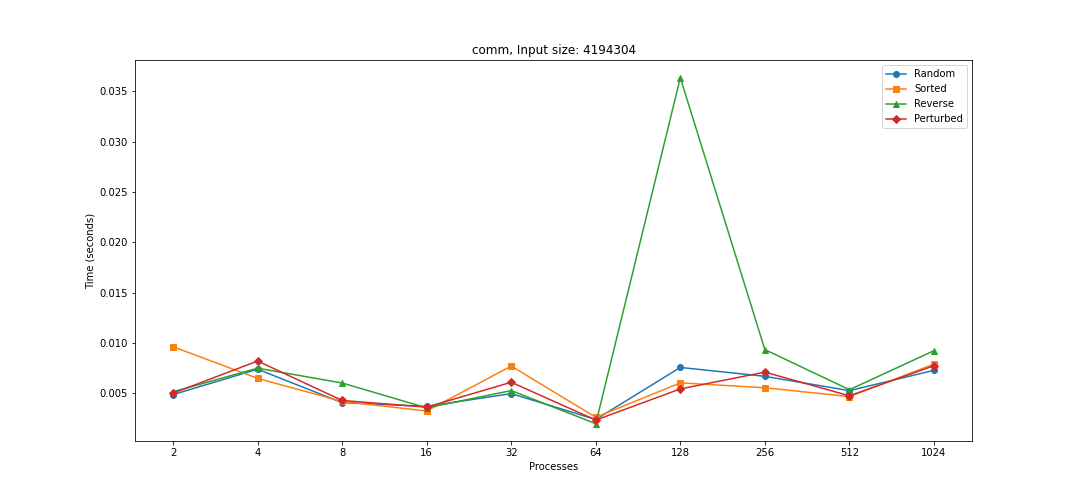 comm, Input size: 4194304
Random
Sorted
Reverse
Perturbed
0.035
0.030
0.025
0.020
0.015
0.010
0.005
Time (seconds)
2 4 8 16 32 64 128 256 512 1024
Processes